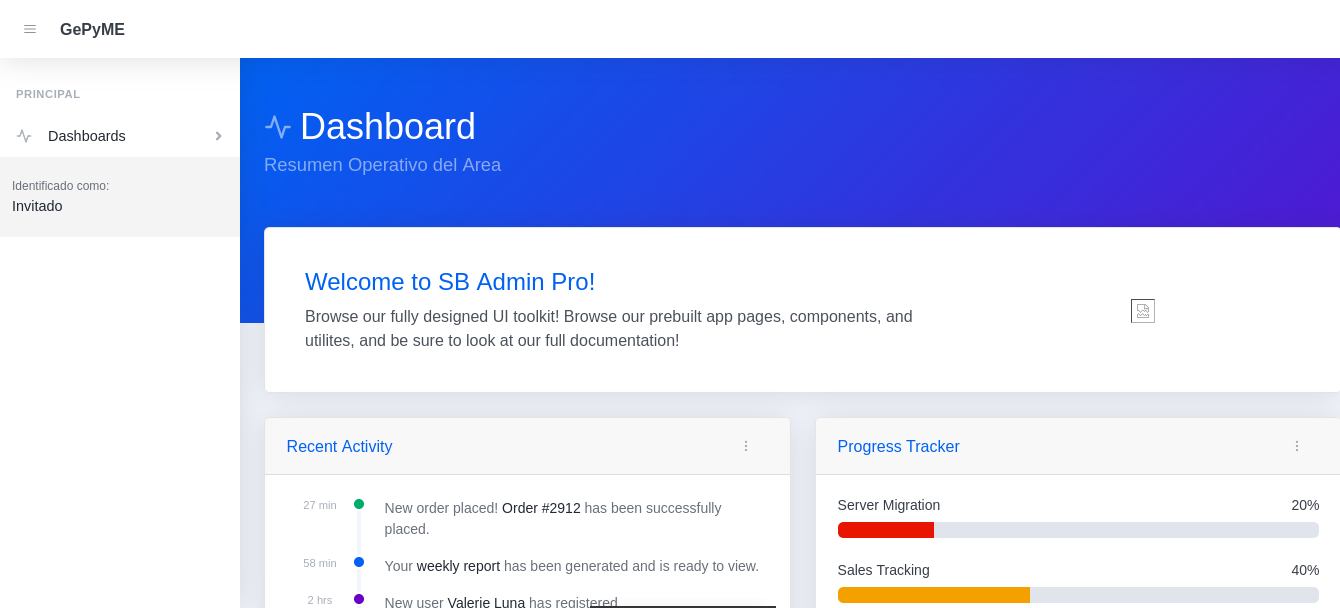 GePyME
PRINCIPAL
Dashboards
Identificado como:
Invitado
Dashboard
Resumen Operativo del Area
Welcome to SB Admin Pro!
Browse our fully designed UI toolkit! Browse our prebuilt app pages, components, and
utilites, and be sure to look at our full documentation!
Recent Activity
27 min
New order placed! Order #2912 has been successfully
placed.
58 min
Your weekly report has been generated and is ready to view.
2 hrs
New user Valerie Luna has registered
Progress Tracker
Server Migration 20%
Sales Tracking 40%